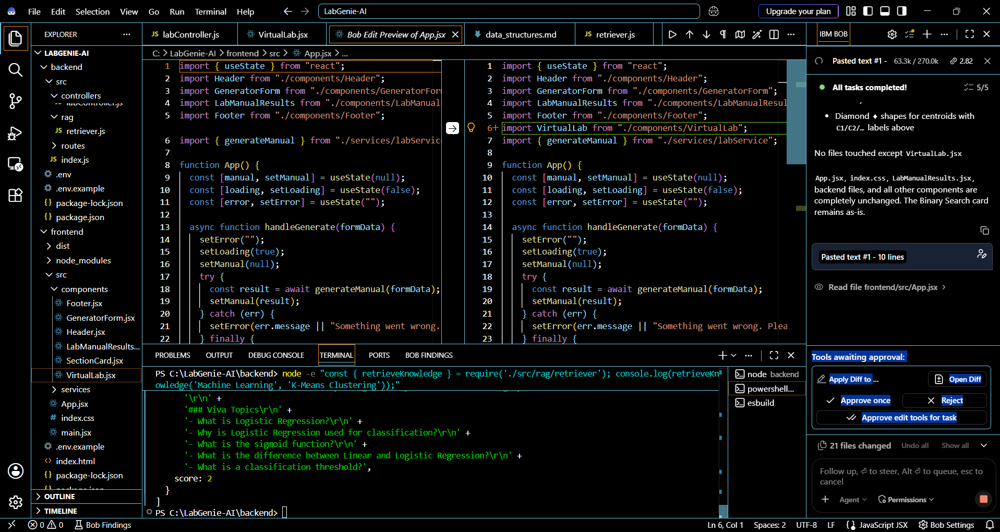 File Edit Selection View Go Run Terminal Help
LabGenie-AI
Upgrade your plan
EXPLORER
LABGENIE-AI
backend
src
controllers
labController.js
rag
JS retriever.js
routes
JS index.js
.env
.env.example
{} package-lock.json
{} package.json
frontend
dist
node_modules
src
components
Footer.jsx
GeneratorForm.jsx
Header.jsx
LabManualResults...
SectionCard.jsx
VirtualLab.jsx
services
App.jsx
# index.css
main.jsx
.env.example
<> index.html
{} package-lock.json
OUTLINE
TIMELINE
JS labController.js
VirtualLab.jsx
Bob Edit Preview of App.jsx
data_structures.md
JS retriever.js
C: > LabGenie-AI > frontend > src > App.jsx > ...
1 import { useState } from "react";
2 import Header from "./components/Header";
3 import GeneratorForm from "./components/GeneratorForm
4 import LabManualResults from "./components/LabManual
5 import Footer from "./components/Footer";
6 import { generateManual } from "./services/labServic
7
8 function App() {
9 const [manual, setManual] = useState(null);
10 const [loading, setLoading] = useState(false);
11 const [error, setError] = useState("");
12
13 async function handleGenerate(formData) {
14 setError("");
15 setLoading(true);
16 setManual(null);
17 try {
18 const result = await generateManual(formData);
19 setManual(result);
20 } catch (err) {
21 setError(err.message || "Something went wrong.
22 } finally {
1 import { useState } from "react";
2 import Header from "./components/Header";
3 import GeneratorForm from "./components/GeneratorForm";
4 import LabManualResults from "./components/LabManualResul
5 import Footer from "./components/Footer";
6+ import VirtualLab from "./components/VirtualLab";
7 import { generateManual } from "./services/labService";
8
9 function App() {
10 const [manual, setManual] = useState(null);
11 const [loading, setLoading] = useState(false);
12 const [error, setError] = useState("");
13
14 async function handleGenerate(formData) {
15 setError("");
16 setLoading(true);
17 setManual(null);
18 try {
19 const result = await generateManual(formData);
20 setManual(result);
21 } catch (err) {
22 setError(err.message || "Something went wrong. Plea
23 } finally {
PROBLEMS OUTPUT DEBUG CONSOLE TERMINAL PORTS BOB FINDINGS
PS C:\LabGenie-AI\backend> node -e "const { retrieveKnowledge } = require('./src/rag/retriever'); console.log(retrieveKn
owledge('Machine Learning', 'K-Means Clustering'));"
'\r\n' +
'### Viva Topics\r\n' +
'- What is Logistic Regression?\r\n' +
'- Why is Logistic Regression used for classification?\r\n' +
'- What is the sigmoid function?\r\n' +
'- What is the difference between Linear and Logistic Regression?\r\n' +
'- What is a classification threshold?',
score: 2
}
]
PS C:\LabGenie-AI\backend>
node backend
powershell...
esbuild
IBM BOB
Pasted text #1 - 63.3k / 270.0k 2.82
All tasks completed! 5/5
• Diamond ♦ shapes for centroids with
C1/C2/… labels above
No files touched except VirtualLab.jsx
App.jsx, index.css, LabManualResults.jsx,
backend files, and all other components are
completely unchanged. The Binary Search card
remains as-is.
Pasted text #1 - 10 lines
Read file frontend/src/App.jsx >
Tools awaiting approval:
Apply Diff to ...
Open Diff
Approve once
Reject
Approve edit tools for task
21 files changed Undo all Show all
Follow up, ⏎ to steer, Alt ⏎ to queue, esc to
cancel
Agent
Permissions
0 0 Bob Findings
Ln 6, Col 1 Spaces: 2 UTF-8 LF {} JavaScript JSX Bob Settings